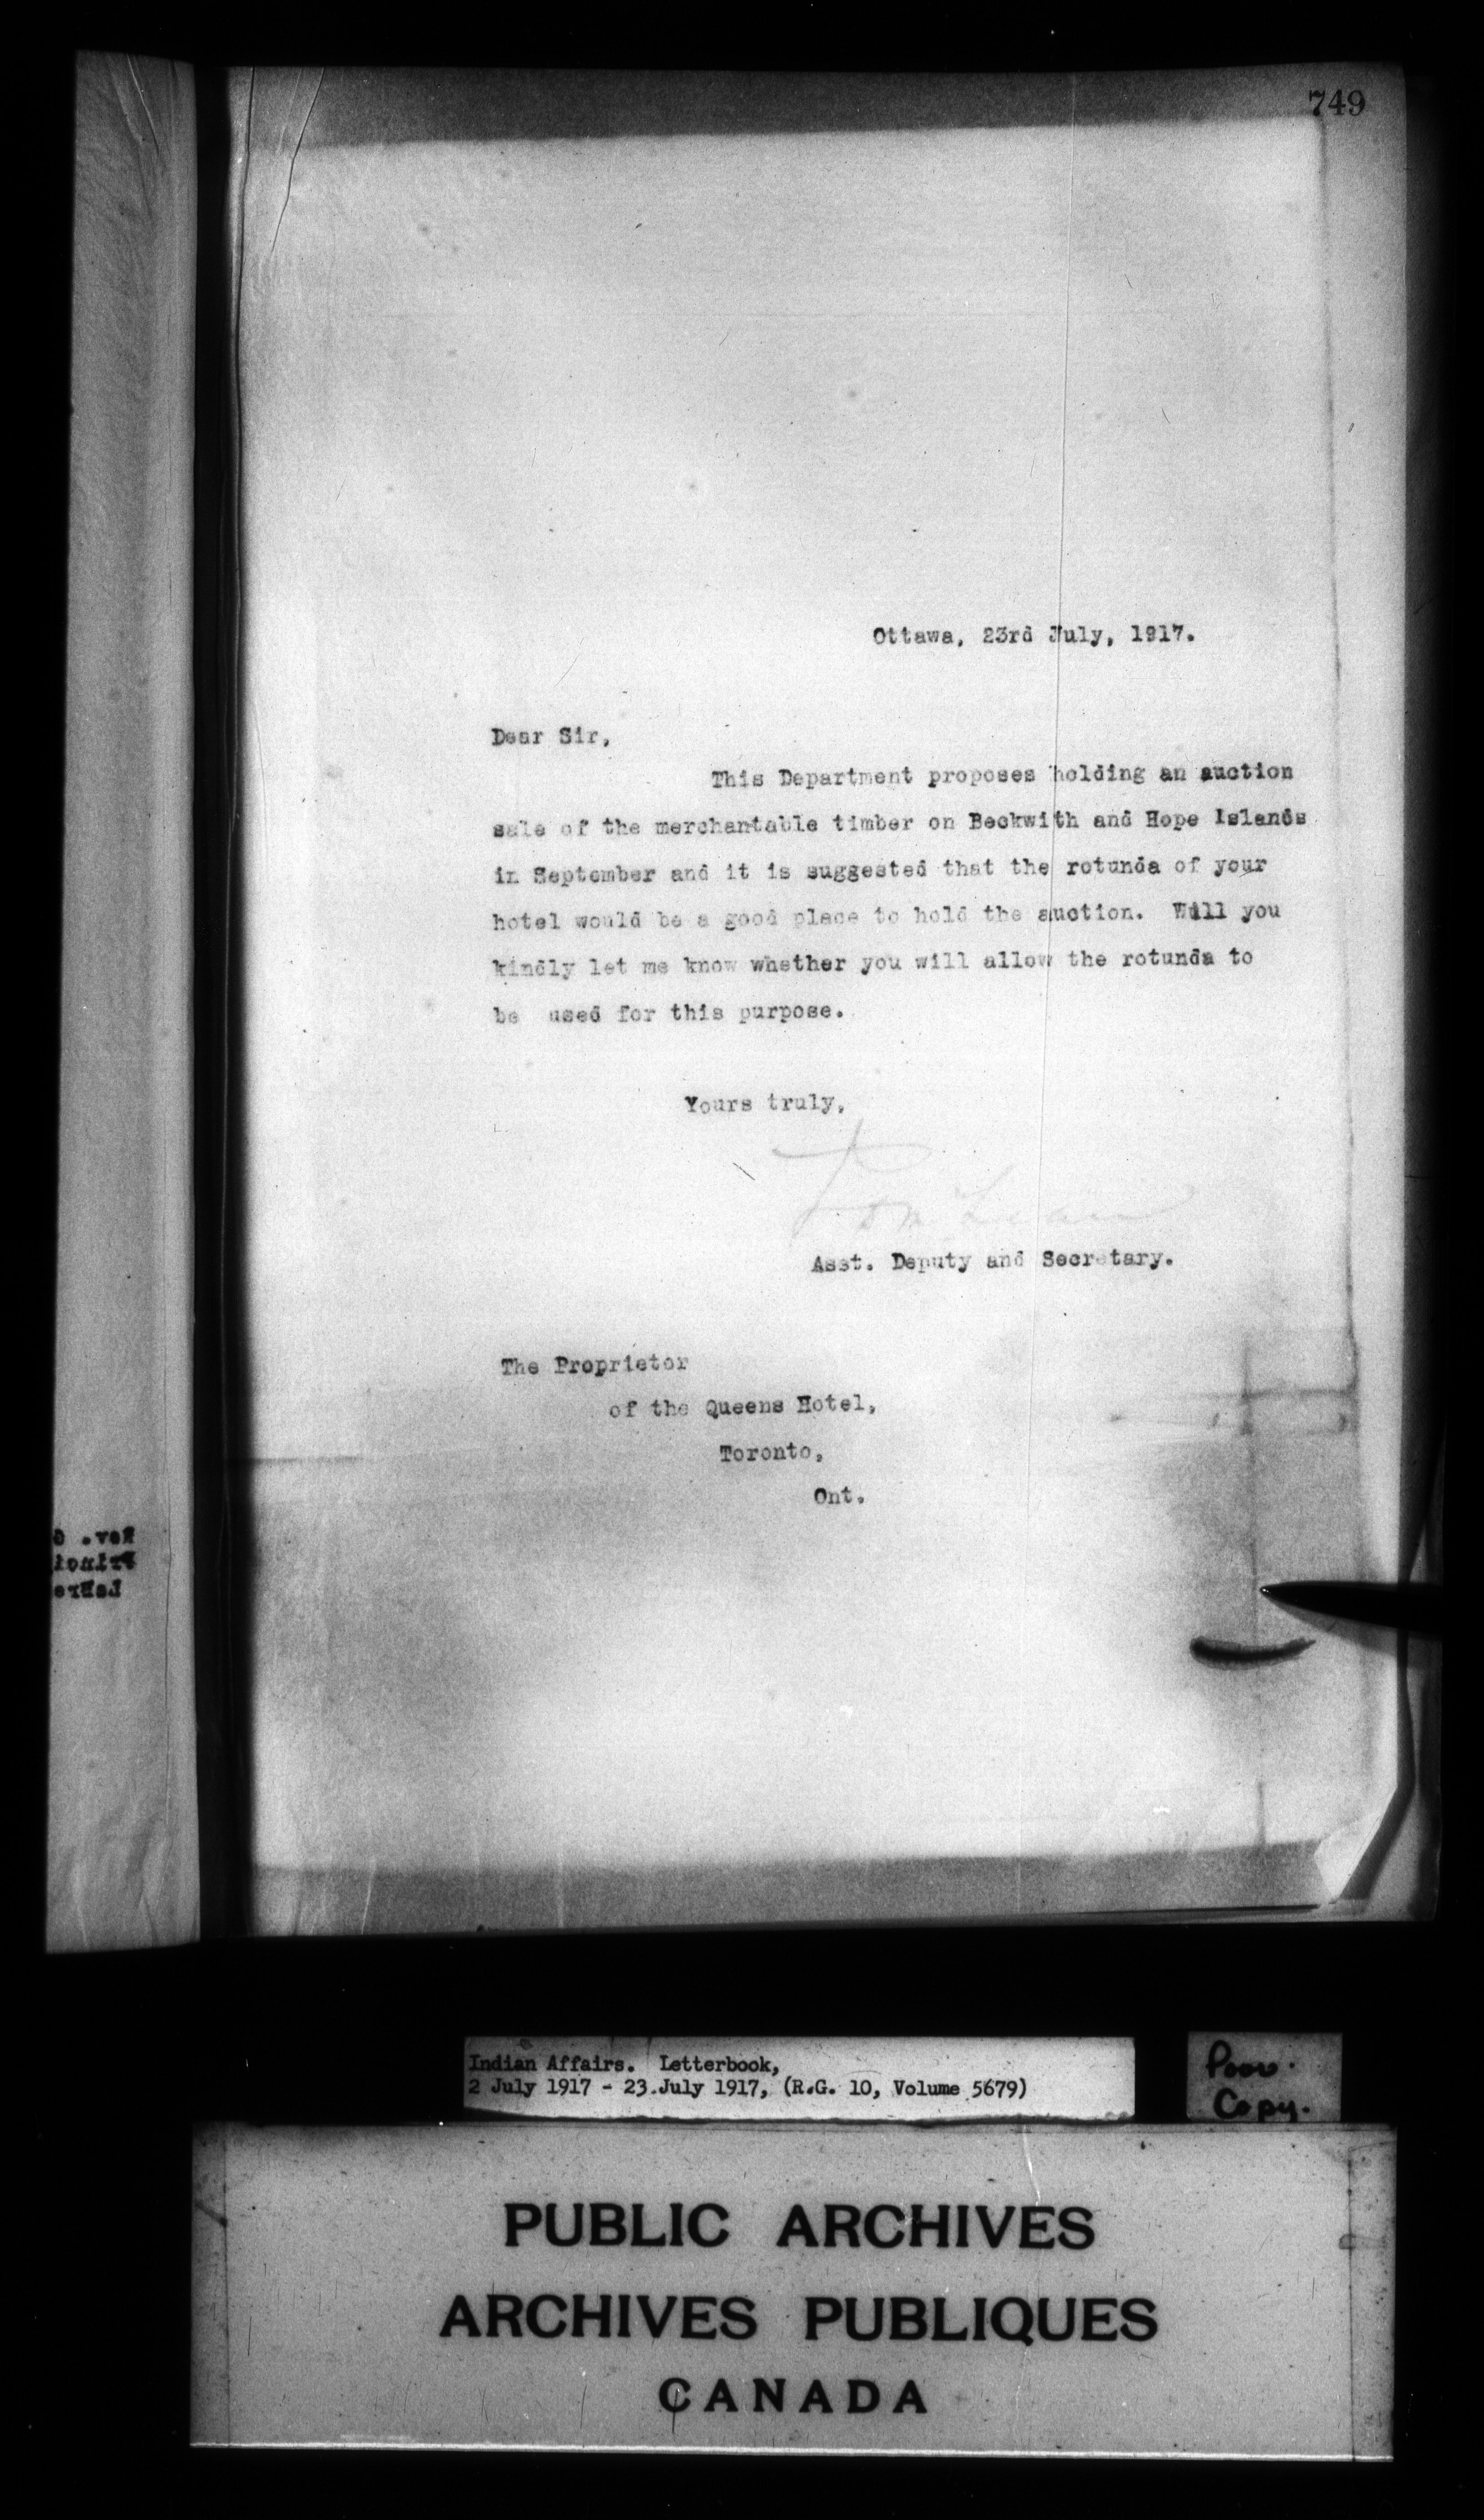 749
Ottawa, 23rd July, 1917.
Dear Sir,
This Department proposes holding an auction
sale of the merchantable timber on Beckwith and Hope Islands
in September and it is suggested that the rotunda of your
hotel would be a good place to hold the auction. Will you
kindly let me know whether you will allow the rotunda to
be used for this purpose.
Yours truly,
Asst. Deputy and Secretary.
The Proprietor
of the Queens Hotel,
Toronto,
Ont.
Indian Affairs. Letterbook,
2 July 1917 - 23 July 1917, (R.G. 10, Volume 5679)
Poor
Copy.
PUBLIC ARCHIVES
ARCHIVES PUBLIQUES
CANADA